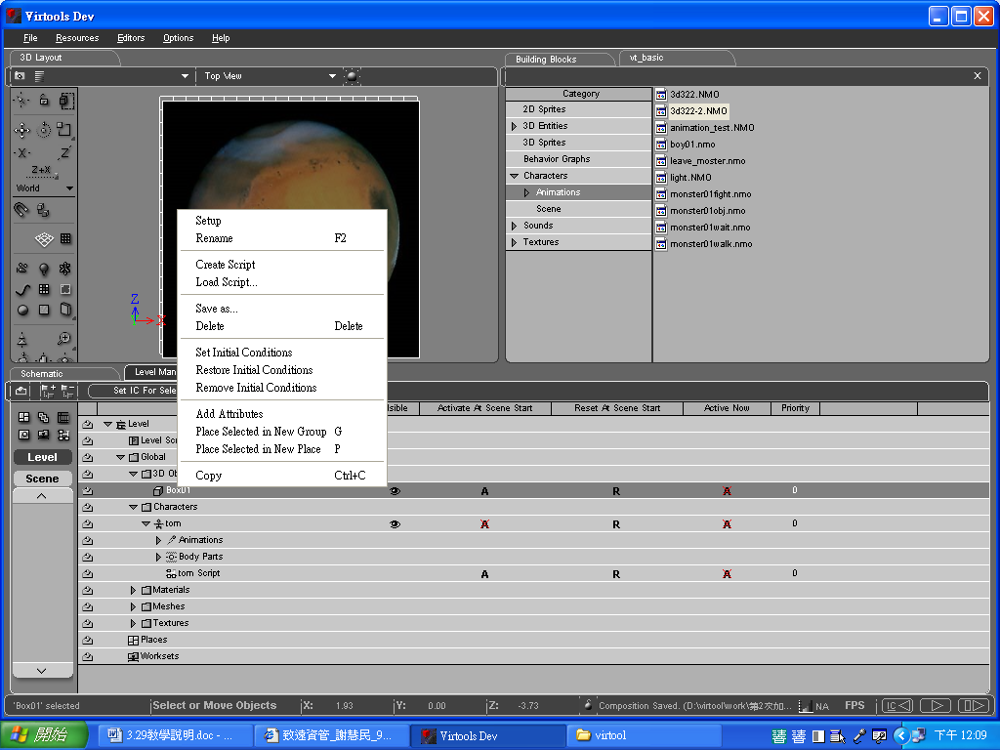 Virtools Dev
File Resources Editors Options Help
3D Layout
Top View
World
Building Blocks vt_basic
Category
2D Sprites
3D Entities
3D Sprites
Behavior Graphs
Characters
Animations
Scene
Sounds
Textures
3d322.NMO
3d322-2.NMO
animation_test.NMO
boy01.nmo
leave_moster.nmo
light.NMO
monster01fight.nmo
monster01obj.nmo
monster01wait.nmo
monster01walk.nmo
X
-X- Z
Z+X
Z
X
Setup
Rename F2
Create Script
Load Script...
Save as...
Delete Delete
Set Initial Conditions
Restore Initial Conditions
Remove Initial Conditions
Add Attributes
Place Selected in New Group G
Place Selected in New Place P
Copy Ctrl+C
Schematic Level Man
Set IC For Sele
sible Activate At Scene Start Reset At Scene Start Active Now Priority
Level
Scene
Level
Level Scr
Global
3D Ob
Box01 A R A 0
Characters
tom A R A 0
Animations
Body Parts
tom Script A R A 0
Materials
Meshes
Textures
Places
Worksets
'Box01' selected Select or Move Objects X: 1.93 Y: 0.00 Z: -3.73 Composition Saved. (D:\virtool\work\第2次加... NA FPS IC
開始 3.29教學說明.doc - ... 致遠資管_謝慧民_9... Virtools Dev virtool 下午 12:09